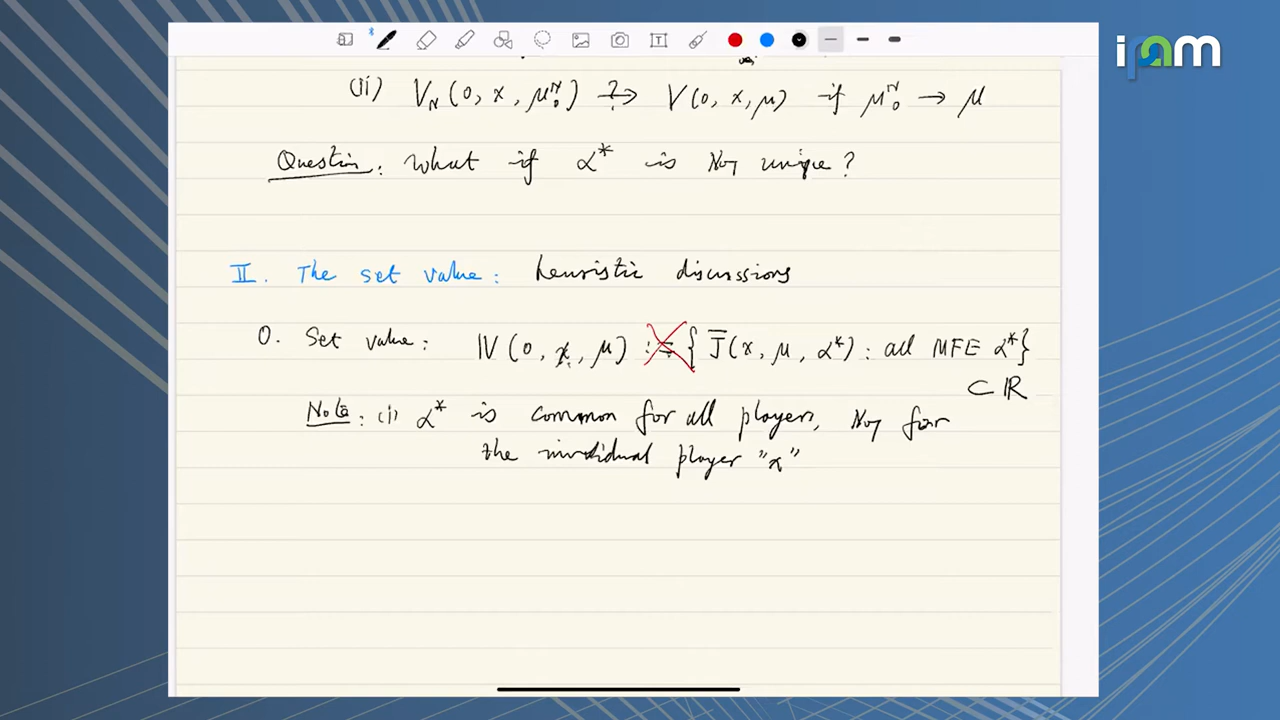 ipam
(ii) V_N (0, x, μ_0^N) ↛? V(0, x, μ) if μ_0^N → μ
Question: What if α* is Not unique?
II. The set value: heuristic discussions
0. Set value: 𝕍(0, x, μ) := { J̄(x, μ, α*) : all MFE α* }
⊂ ℝ
Note: (i) α* is common for all players, Not for
the invididual player "x"